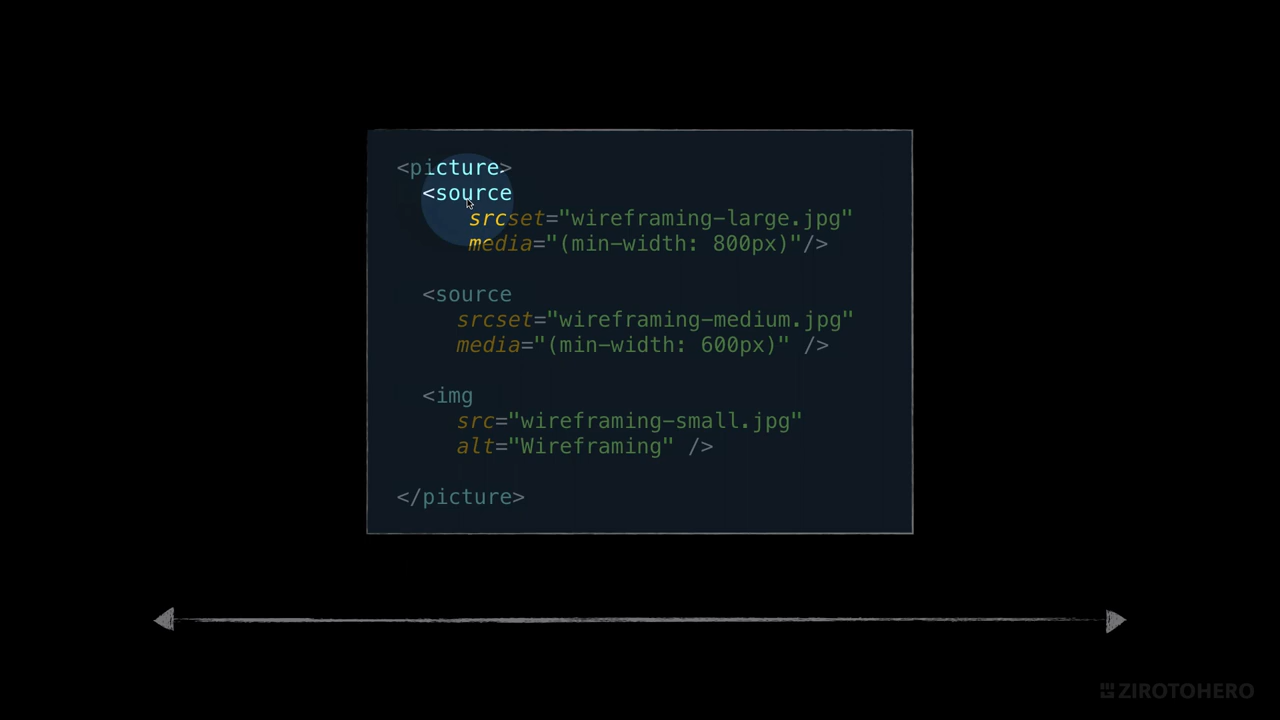 <picture>
<source
srcset="wireframing-large.jpg"
media="(min-width: 800px)"/>
<source
srcset="wireframing-medium.jpg"
media="(min-width: 600px)" />
<img
src="wireframing-small.jpg"
alt="Wireframing" />
</picture>
ZIROTOHERO